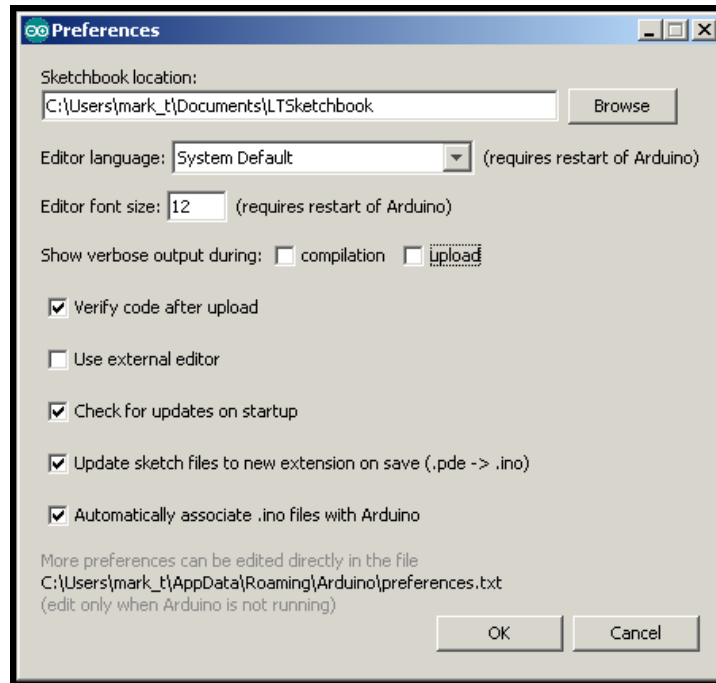 Preferences
Sketchbook location:
C:\Users\mark_t\Documents\LTSketchbook Browse
Editor language: System Default (requires restart of Arduino)
Editor font size: 12 (requires restart of Arduino)
Show verbose output during: compilation upload
Verify code after upload
Use external editor
Check for updates on startup
Update sketch files to new extension on save (.pde -> .ino)
Automatically associate .ino files with Arduino
More preferences can be edited directly in the file
C:\Users\mark_t\AppData\Roaming\Arduino\preferences.txt
(edit only when Arduino is not running)
OK Cancel